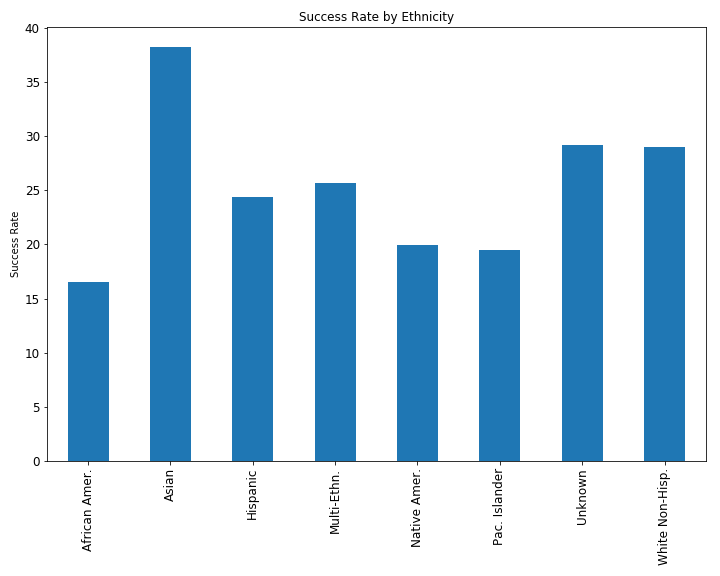 Success Rate by Ethnicity
Success Rate
40
35
30
25
20
15
10
5
0
African Amer.
Asian
Hispanic
Multi-Ethn.
Native Amer.
Pac. Islander
Unknown
White Non-Hisp.